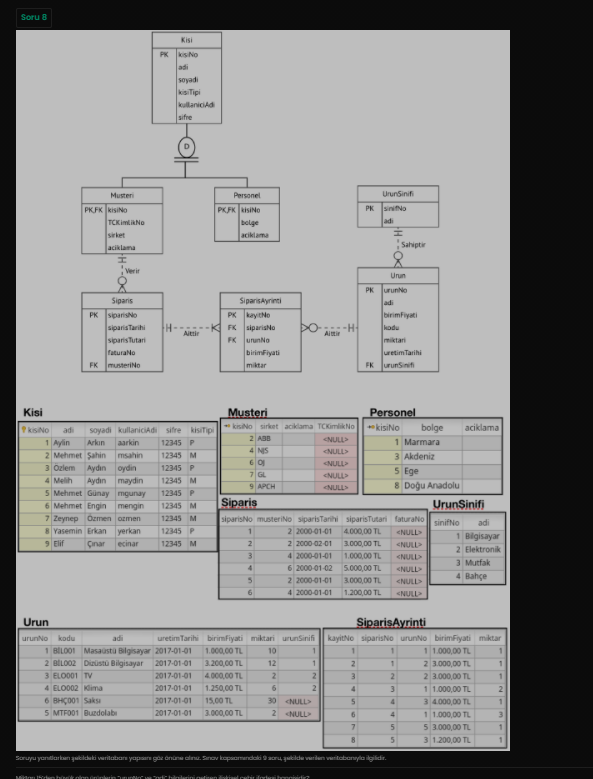 Soru 8
Kisi
PK kisiNo
adi
soyadi
kisiTipi
kullaniciAdi
sifre
D
Musteri
PK,FK kisiNo
TCKimlikNo
sirket
aciklama
Personel
PK,FK kisiNo
bolge
aciklama
UrunSinifi
PK sinifNo
adi
Verir
Sahiptir
Siparis
PK siparisNo
siparisTarihi
siparisTutari
faturaNo
FK musteriNo
Aittir
SiparisAyrinti
PK kayitNo
FK siparisNo
FK urunNo
birimFiyati
miktar
Aittir
Urun
PK urunNo
adi
birimFiyati
kodu
miktari
uretimTarihi
FK urunSinifi
Kisi
kisiNo adi soyadi kullaniciAdi sifre kisiTipi
1 Aylin Arkın aarkin 12345 P
2 Mehmet Şahin msahin 12345 M
3 Özlem Aydın oydin 12345 P
4 Melih Aydın maydin 12345 M
5 Mehmet Günay mgunay 12345 P
6 Mehmet Engin mengin 12345 M
7 Zeynep Özmen ozmen 12345 M
8 Yasemin Erkan yerkan 12345 P
9 Elif Çınar ecinar 12345 M
Musteri
kisiNo sirket aciklama TCKimlikNo
2 ABB <NULL>
4 NJS <NULL>
6 OJ <NULL>
7 GL <NULL>
9 APCH <NULL>
Personel
kisiNo bolge aciklama
1 Marmara
3 Akdeniz
5 Ege
8 Doğu Anadolu
Siparis
siparisNo musteriNo siparisTarihi siparisTutari faturaNo
1 2 2000-01-01 4.000,00 TL <NULL>
2 2 2000-02-01 3.000,00 TL <NULL>
3 4 2000-01-01 1.000,00 TL <NULL>
4 6 2000-01-02 5.000,00 TL <NULL>
5 2 2000-01-01 3.000,00 TL <NULL>
6 4 2000-01-01 1.200,00 TL <NULL>
UrunSinifi
sinifNo adi
1 Bilgisayar
2 Elektronik
3 Mutfak
4 Bahçe
Urun
urunNo kodu adi uretimTarihi birimFiyati miktari urunSinifi
1 BİL001 Masaüstü Bilgisayar 2017-01-01 1.000,00 TL 10 1
2 BİL002 Dizüstü Bilgisayar 2017-01-01 3.200,00 TL 12 1
3 ELO001 TV 2017-01-01 4.000,00 TL 2 2
4 ELO002 Klima 2017-01-01 1.250,00 TL 6 2
6 BHÇ001 Saksı 2017-01-01 15,00 TL 30 <NULL>
5 MTF001 Buzdolabı 2017-01-01 3.000,00 TL 2 <NULL>
SiparisAyrinti
kayitNo siparisNo urunNo birimFiyati miktar
1 1 1 1.000,00 TL 1
2 1 2 3.000,00 TL 1
3 2 2 3.000,00 TL 1
4 3 1 1.000,00 TL 2
5 4 3 4.000,00 TL 1
6 4 1 1.000,00 TL 3
7 5 5 3.000,00 TL 1
8 5 3 1.200,00 TL 1
Soruyu yanıtlarken şekildeki veritabanı yapısını göz önüne alınız. Sınav kapsamındaki 9 soru, şekilde verilen veritabanıyla ilgilidir.